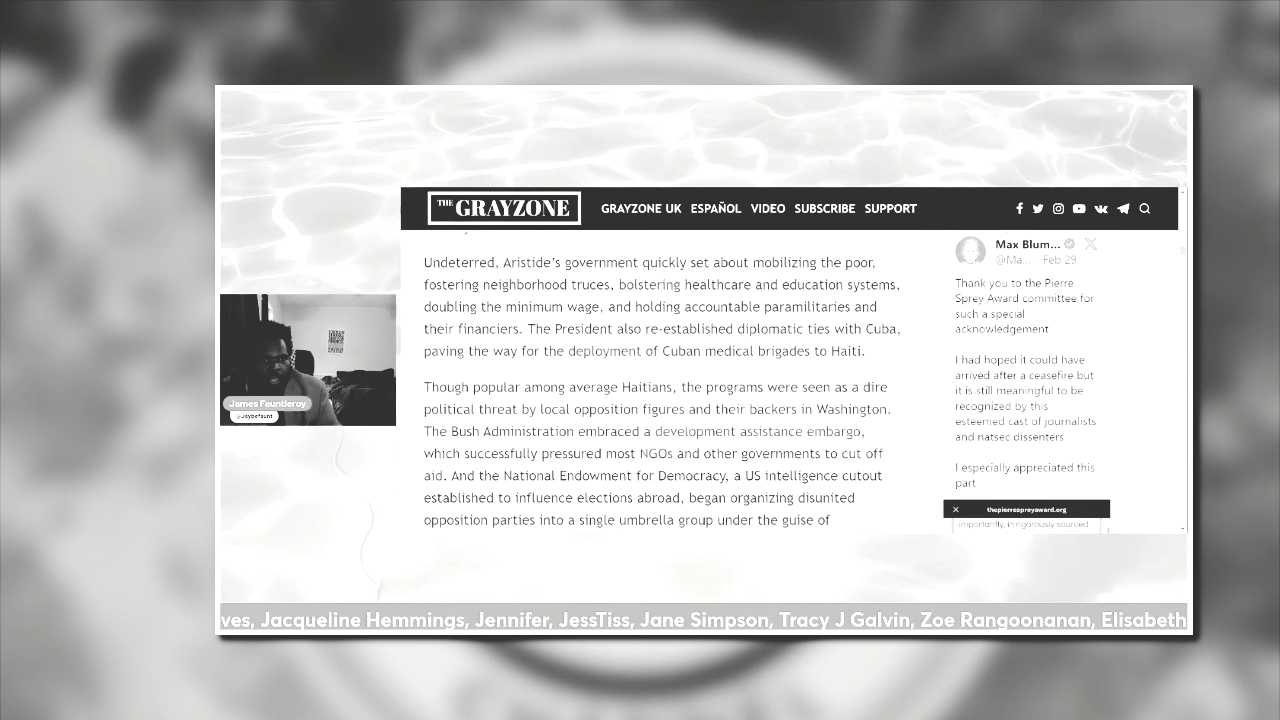 THE GRAYZONE
GRAYZONE UK ESPAÑOL VIDEO SUBSCRIBE SUPPORT
Undeterred, Aristide's government quickly set about mobilizing the poor,
fostering neighborhood truces, bolstering healthcare and education systems,
doubling the minimum wage, and holding accountable paramilitaries and
their financiers. The President also re-established diplomatic ties with Cuba,
paving the way for the deployment of Cuban medical brigades to Haiti.
Though popular among average Haitians, the programs were seen as a dire
political threat by local opposition figures and their backers in Washington.
The Bush Administration embraced a development assistance embargo,
which successfully pressured most NGOs and other governments to cut off
aid. And the National Endowment for Democracy, a US intelligence cutout
established to influence elections abroad, began organizing disunited
opposition parties into a single umbrella group under the guise of
Max Blum...
@Ma... · Feb 29
Thank you to the Pierre
Sprey Award committee for
such a special
acknowledgement
I had hoped it could have
arrived after a ceasefire but
it is still meaningful to be
recognized by this
esteemed cast of journalists
and natsec dissenters
I especially appreciated this
part
thepierrespreyaward.org
importantly, in rigorously sourced
James Fauntleroy
@Jaybefaunt
ves, Jacqueline Hemmings, Jennifer, JessTiss, Jane Simpson, Tracy J Galvin, Zoe Rangoonanan, Elisabeth